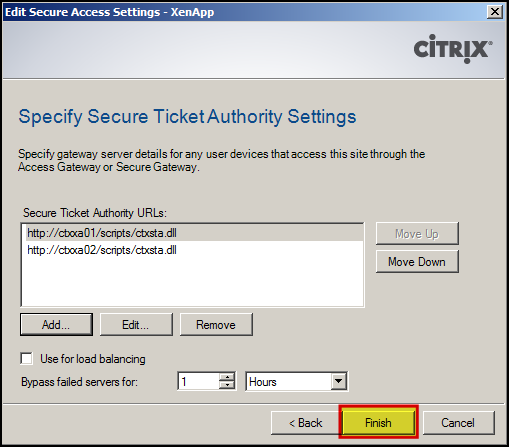 Edit Secure Access Settings - XenApp
CITRIX®
Specify Secure Ticket Authority Settings
Specify gateway server details for any user devices that access this site through the
Access Gateway or Secure Gateway.
Secure Ticket Authority URLs:
http://ctxxa01/scripts/ctxsta.dll
http://ctxxa02/scripts/ctxsta.dll
Move Up
Move Down
Add... Edit... Remove
Use for load balancing
Bypass failed servers for: 1 Hours
< Back Finish Cancel